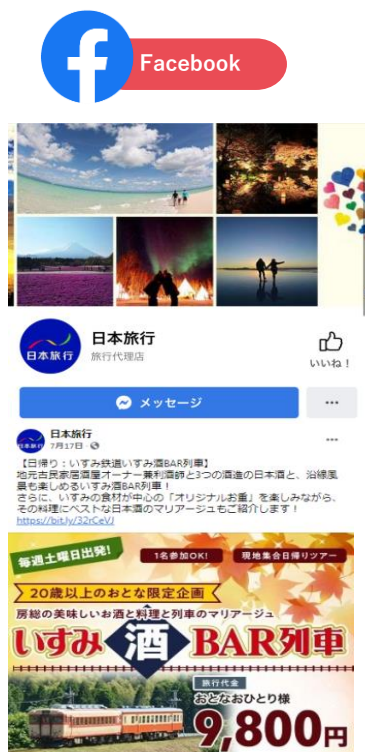 Facebook
日本旅行
日本旅行
旅行代理店
いいね！
メッセージ
日本旅行
日本旅行
7月17日
【日帰り：いすみ鉄道いすみ酒BAR列車】
地元古民家居酒屋オーナー兼利酒師と3つの酒造の日本酒と、沿線風
景も楽しめるいすみ酒BAR列車！
さらに、いすみの食材が中心の「オリジナルお重」を楽しみながら、
その料理にベストな日本酒のマリアージュもご紹介します！
https://bit.ly/32rCeVJ
毎週土曜日出発！
1名参加OK！
現地集合日帰りツアー
20歳以上のおとな限定企画
房総の美味しいお酒と料理と列車のマリアージュ
いすみ酒BAR列車
旅行代金
おとなおひとり様
9,800円